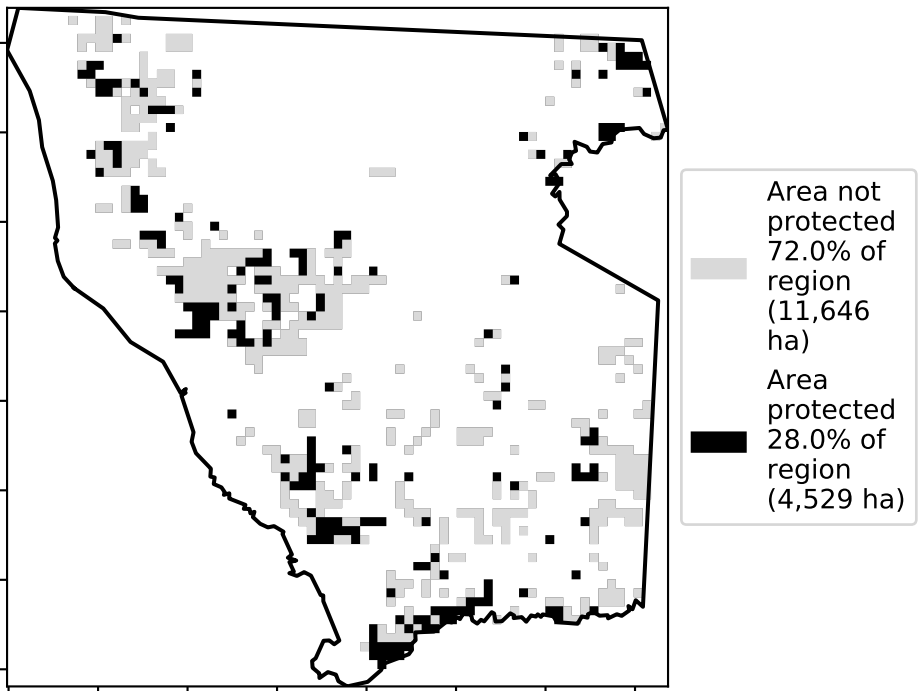 Area not
protected
72.0% of
region
(11,646
ha)
Area
protected
28.0% of
region
(4,529 ha)